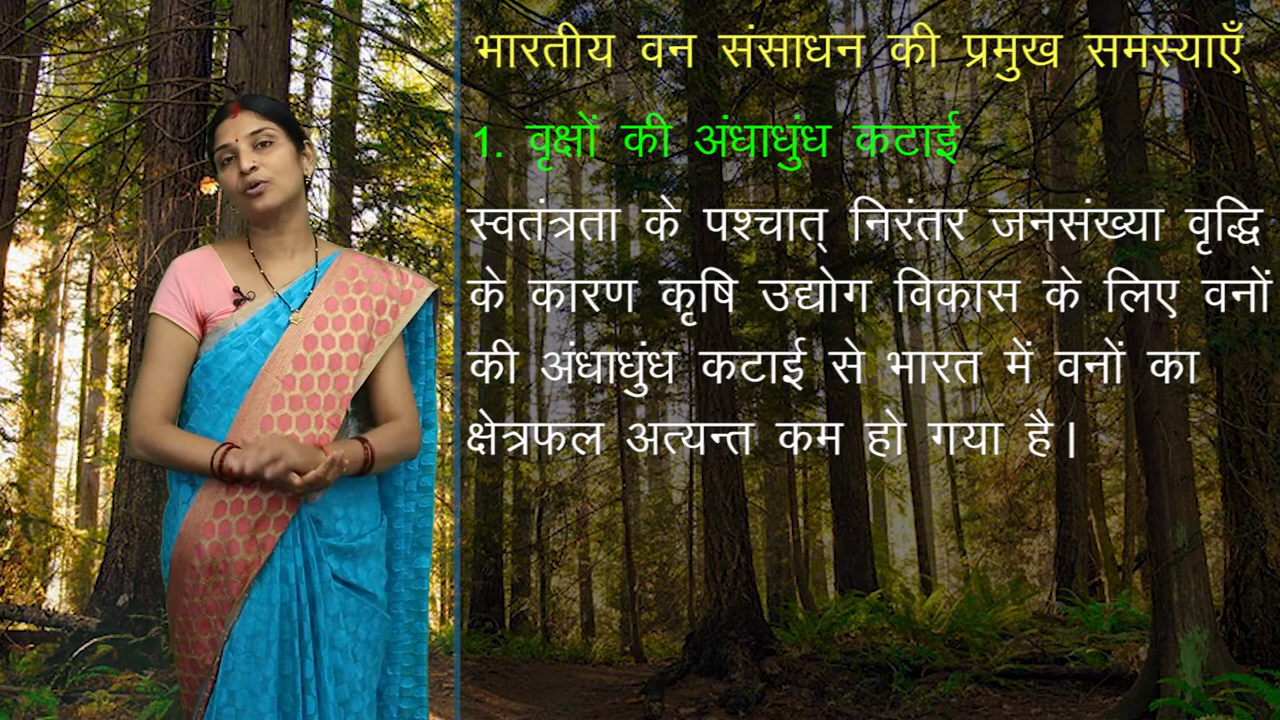 भारतीय वन संसाधन की प्रमुख समस्याएँ
1. वृक्षों की अंधाधुंध कटाई
स्वतंत्रता के पश्चात् निरंतर जनसंख्या वृद्धि
के कारण कृषि उद्योग विकास के लिए वनों
की अंधाधुंध कटाई से भारत में वनों का
क्षेत्रफल अत्यन्त कम हो गया है।